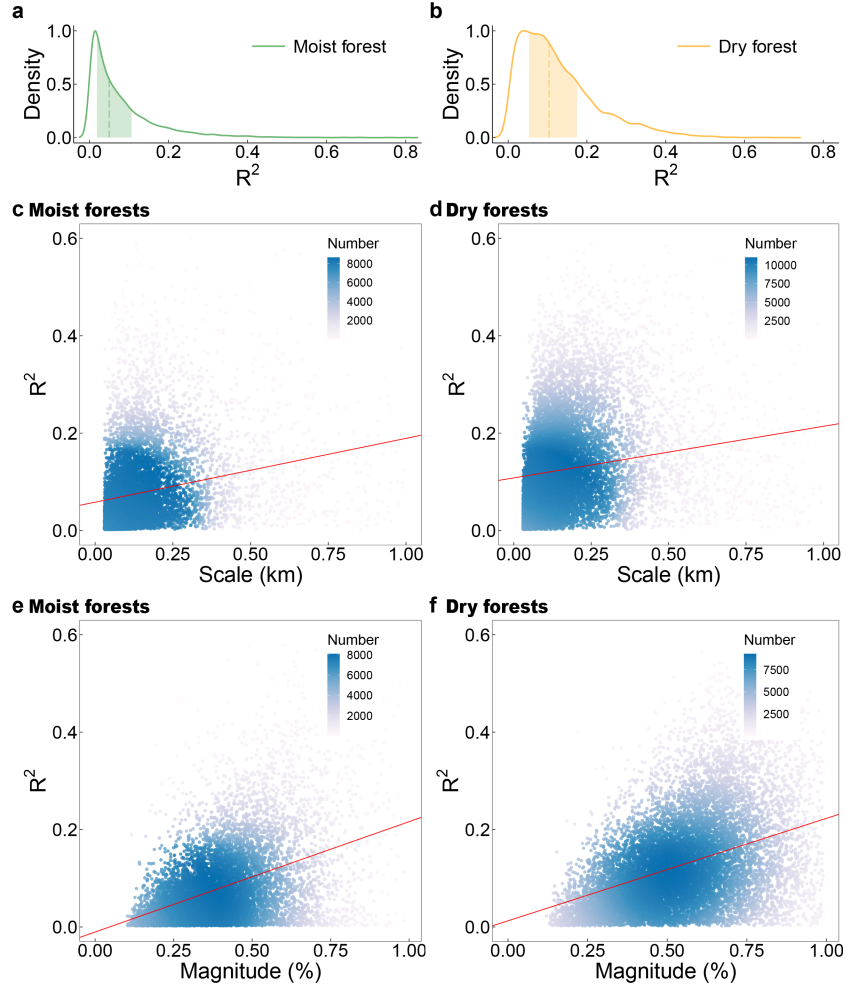 a
b
Moist forest
Dry forest
Density
Density
1.0
0.5
0.0
1.0
0.5
0.0
0.0 0.2 0.4 0.6 0.8
0.0 0.2 0.4 0.6 0.8
R²
R²
c Moist forests
d Dry forests
R²
0.6
0.4
0.2
0.0
Number
8000
6000
4000
2000
0.00 0.25 0.50 0.75 1.00
Scale (km)
R²
0.6
0.4
0.2
0.0
Number
10000
7500
5000
2500
0.00 0.25 0.50 0.75 1.00
Scale (km)
e Moist forests
f Dry forests
R²
0.6
0.4
0.2
0.0
Number
8000
6000
4000
2000
0.00 0.25 0.50 0.75 1.00
Magnitude (%)
R²
0.6
0.4
0.2
0.0
Number
7500
5000
2500
0.00 0.25 0.50 0.75 1.00
Magnitude (%)